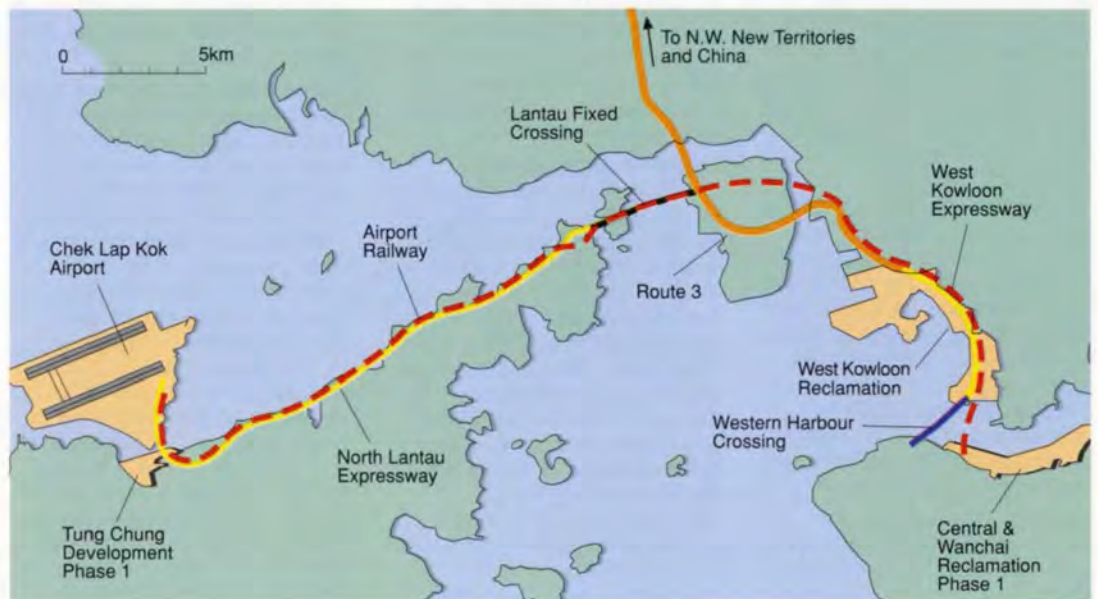 0 5km
To N.W. New Territories
and China
Lantau Fixed
Crossing
West
Kowloon
Expressway
Chek Lap Kok
Airport
Airport
Railway
Route 3
West Kowloon
Reclamation
Western Harbour
Crossing
North Lantau
Expressway
Tung Chung
Development
Phase 1
Central &
Wanchai
Reclamation
Phase 1